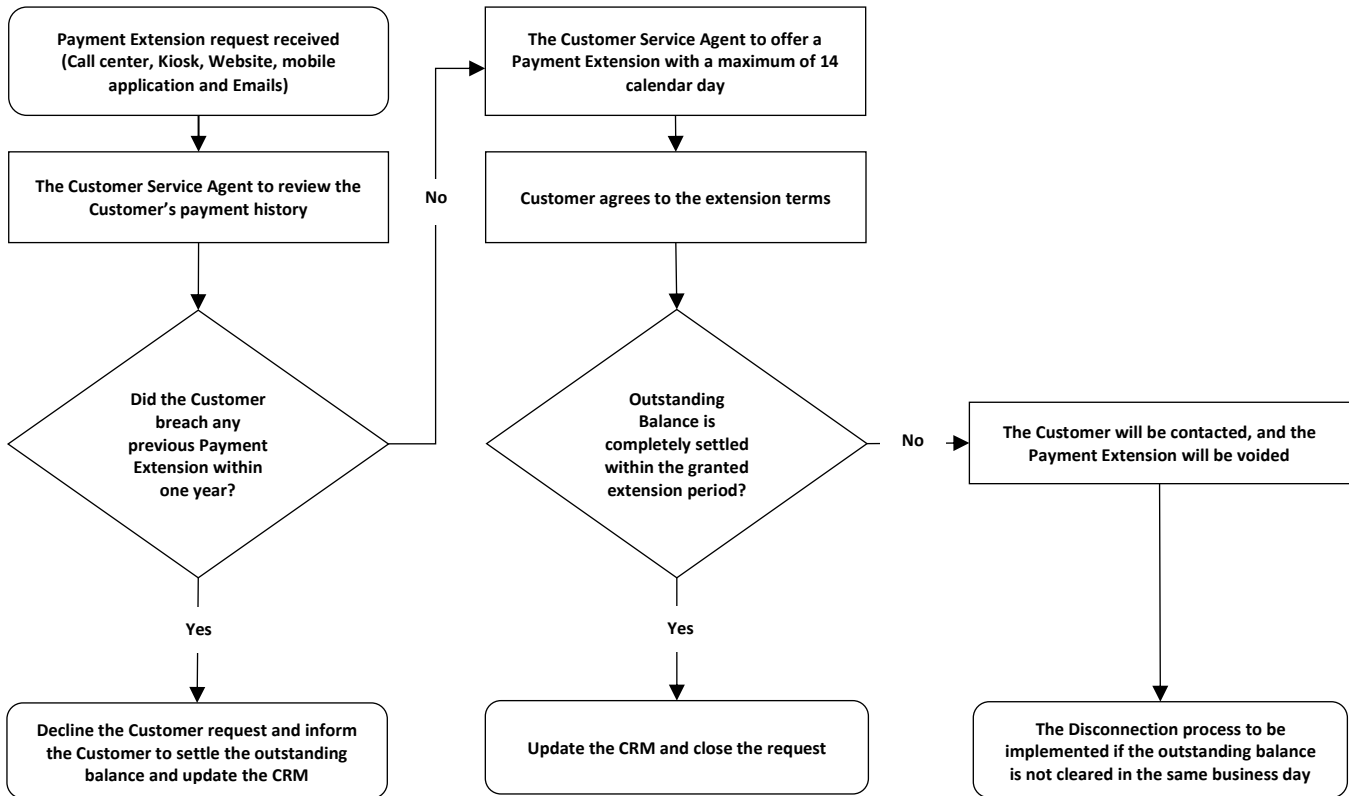 Payment Extension request received
(Call center, Kiosk, Website, mobile
application and Emails)
The Customer Service Agent to review the
Customer’s payment history
Did the Customer
breach any
previous Payment
Extension within
one year?
No
Yes
Decline the Customer request and inform
the Customer to settle the outstanding
balance and update the CRM
The Customer Service Agent to offer a
Payment Extension with a maximum of 14
calendar day
Customer agrees to the extension terms
Outstanding
Balance is
completely settled
within the granted
extension period?
No
Yes
Update the CRM and close the request
The Customer will be contacted, and the
Payment Extension will be voided
The Disconnection process to be
implemented if the outstanding balance
is not cleared in the same business day